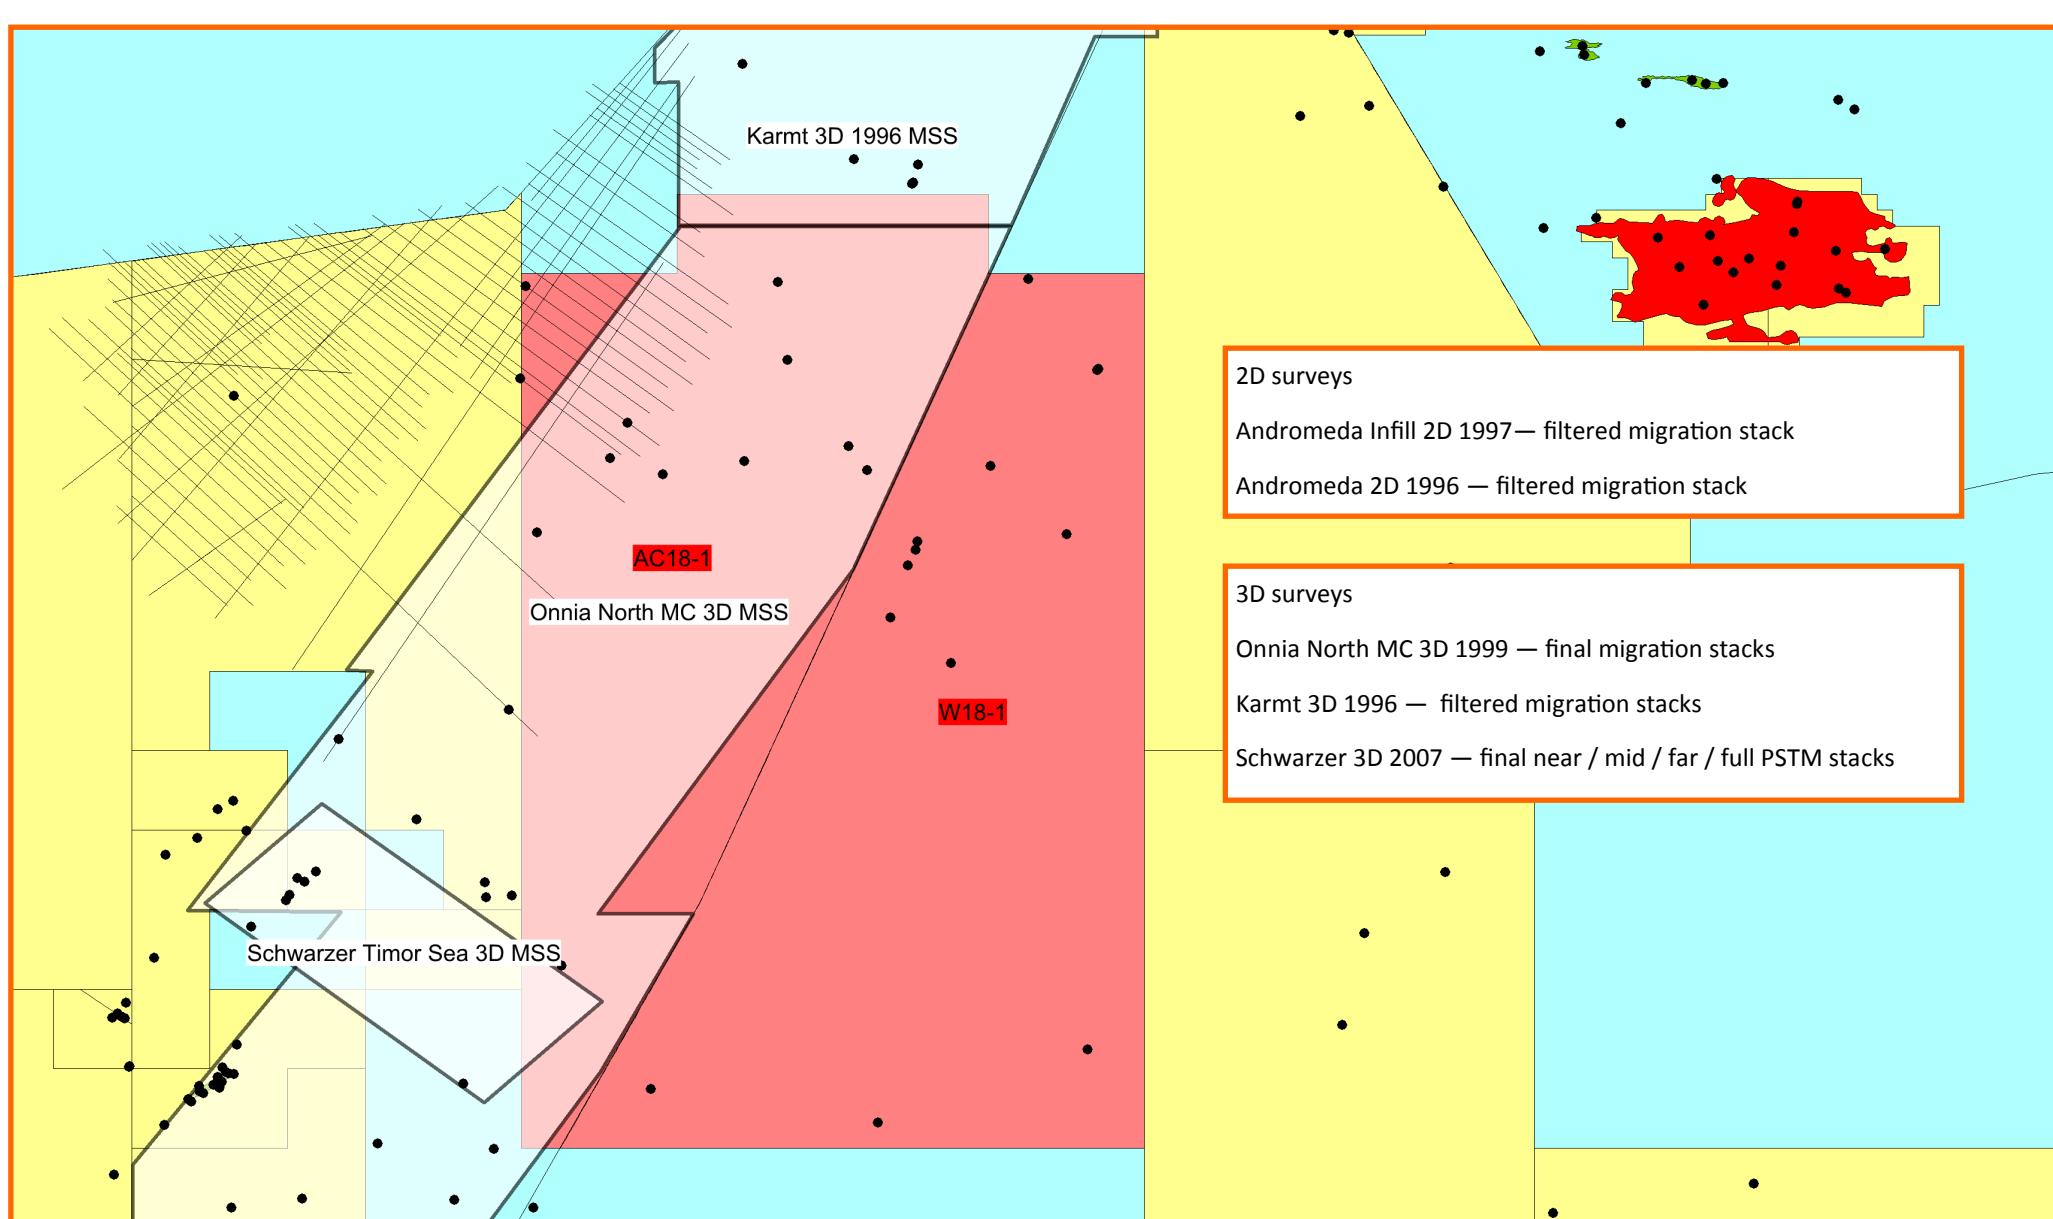 Karmt 3D 1996 MSS
2D surveys
Andromeda Infill 2D 1997— filtered migration stack
Andromeda 2D 1996 — filtered migration stack
AC18-1
Onnia North MC 3D MSS
3D surveys
Onnia North MC 3D 1999 — final migration stacks
Karmt 3D 1996 —  filtered migration stacks
Schwarzer 3D 2007 — final near / mid / far / full PSTM stacks
W18-1
Schwarzer Timor Sea 3D MSS